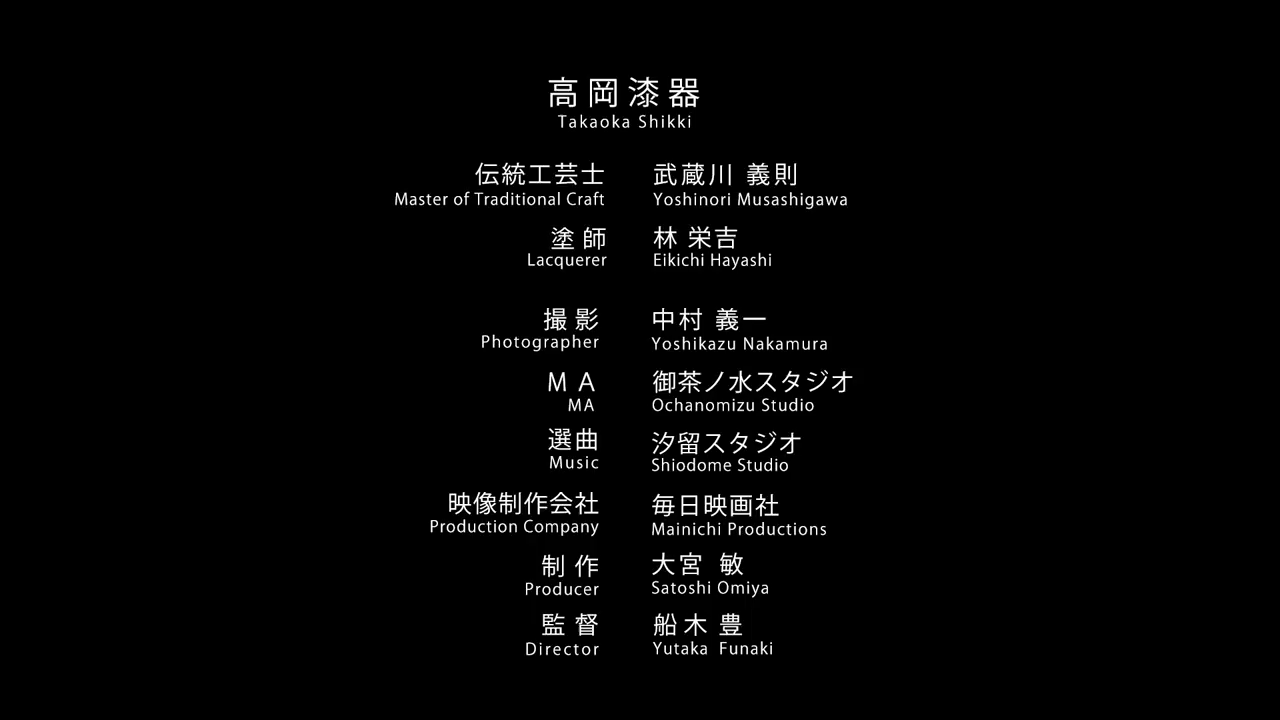 高岡漆器
Takaoka Shikki
伝統工芸士 武蔵川 義則
Master of Traditional Craft Yoshinori Musashigawa
塗師 林 栄吉
Lacquerer Eikichi Hayashi
撮影 中村 義一
Photographer Yoshikazu Nakamura
MA 御茶ノ水スタジオ
MA Ochanomizu Studio
選曲 汐留スタジオ
Music Shiodome Studio
映像制作会社 毎日映画社
Production Company Mainichi Productions
制作 大宮 敏
Producer Satoshi Omiya
監督 船木 豊
Director Yutaka Funaki